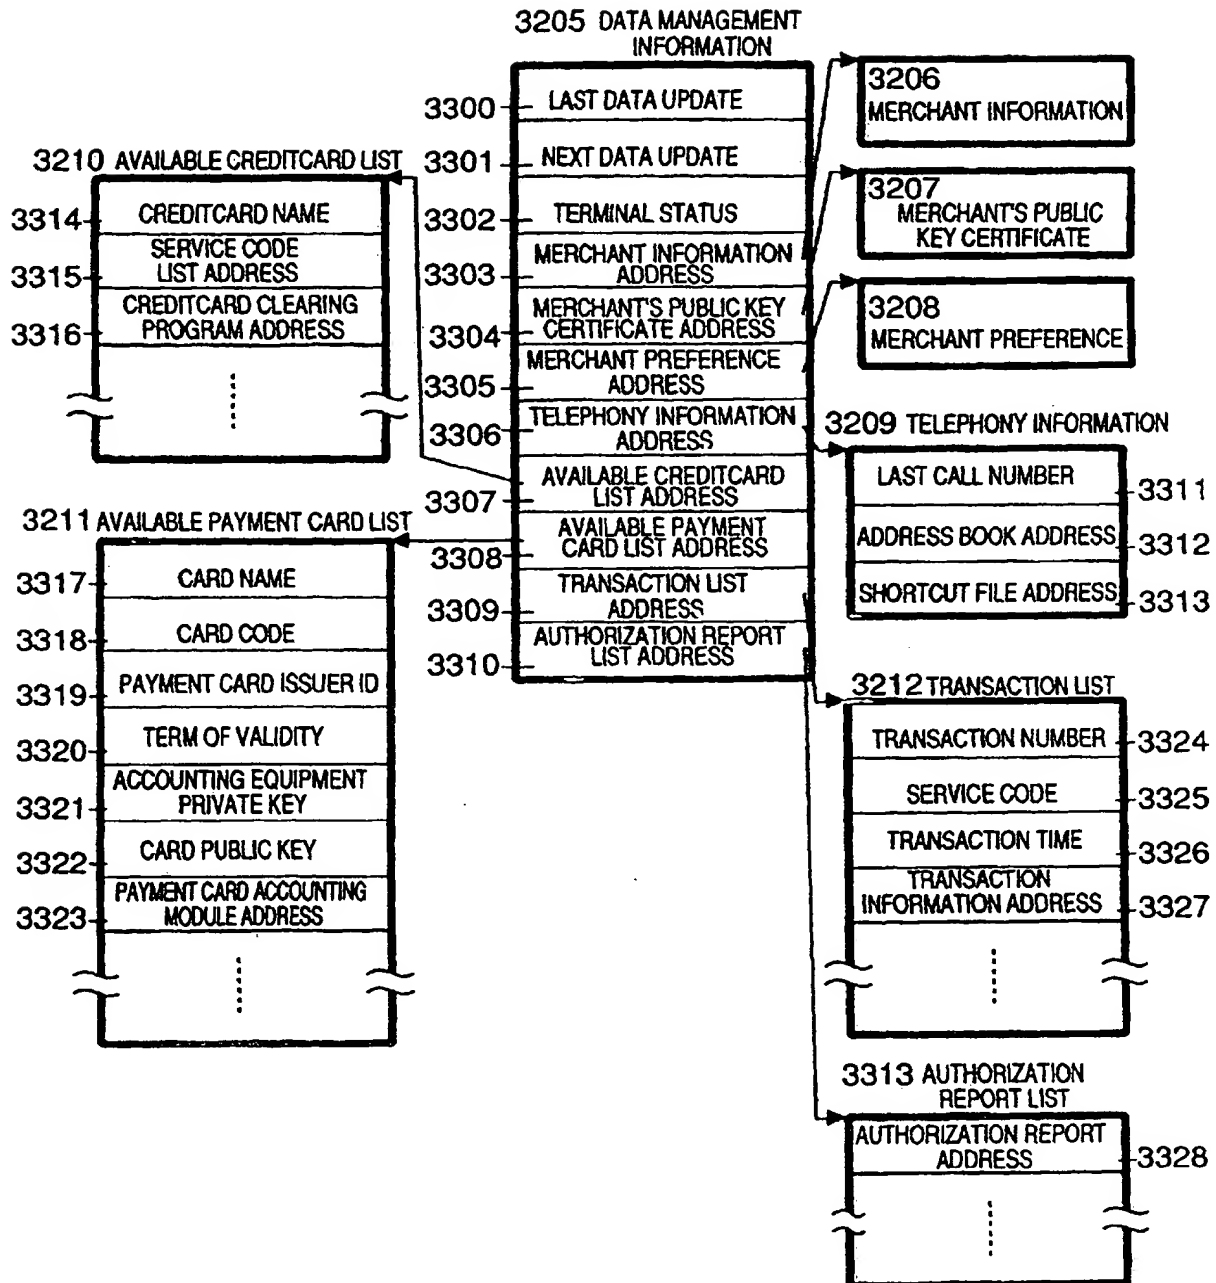 3205 DATA MANAGEMENT
INFORMATION
3300 LAST DATA UPDATE
3301 NEXT DATA UPDATE
3302 TERMINAL STATUS
3303 MERCHANT INFORMATION
ADDRESS
3304 MERCHANT'S PUBLIC KEY
CERTIFICATE ADDRESS
3305 MERCHANT PREFERENCE
ADDRESS
3306 TELEPHONY INFORMATION
ADDRESS
3307 AVAILABLE CREDITCARD
LIST ADDRESS
3308 AVAILABLE PAYMENT
CARD LIST ADDRESS
3309 TRANSACTION LIST
ADDRESS
3310 AUTHORIZATION REPORT
LIST ADDRESS
3210 AVAILABLE CREDITCARD LIST
3314 CREDITCARD NAME
3315 SERVICE CODE
LIST ADDRESS
3316 CREDITCARD CLEARING
PROGRAM ADDRESS
3211 AVAILABLE PAYMENT CARD LIST
3317 CARD NAME
3318 CARD CODE
3319 PAYMENT CARD ISSUER ID
3320 TERM OF VALIDITY
3321 ACCOUNTING EQUIPMENT
PRIVATE KEY
3322 CARD PUBLIC KEY
3323 PAYMENT CARD ACCOUNTING
MODULE ADDRESS
3206
MERCHANT INFORMATION
3207
MERCHANT'S PUBLIC
KEY CERTIFICATE
3208
MERCHANT PREFERENCE
3209 TELEPHONY INFORMATION
LAST CALL NUMBER 3311
ADDRESS BOOK ADDRESS 3312
SHORTCUT FILE ADDRESS 3313
3212 TRANSACTION LIST
TRANSACTION NUMBER 3324
SERVICE CODE 3325
TRANSACTION TIME 3326
TRANSACTION
INFORMATION ADDRESS 3327
3313 AUTHORIZATION
REPORT LIST
AUTHORIZATION REPORT
ADDRESS 3328